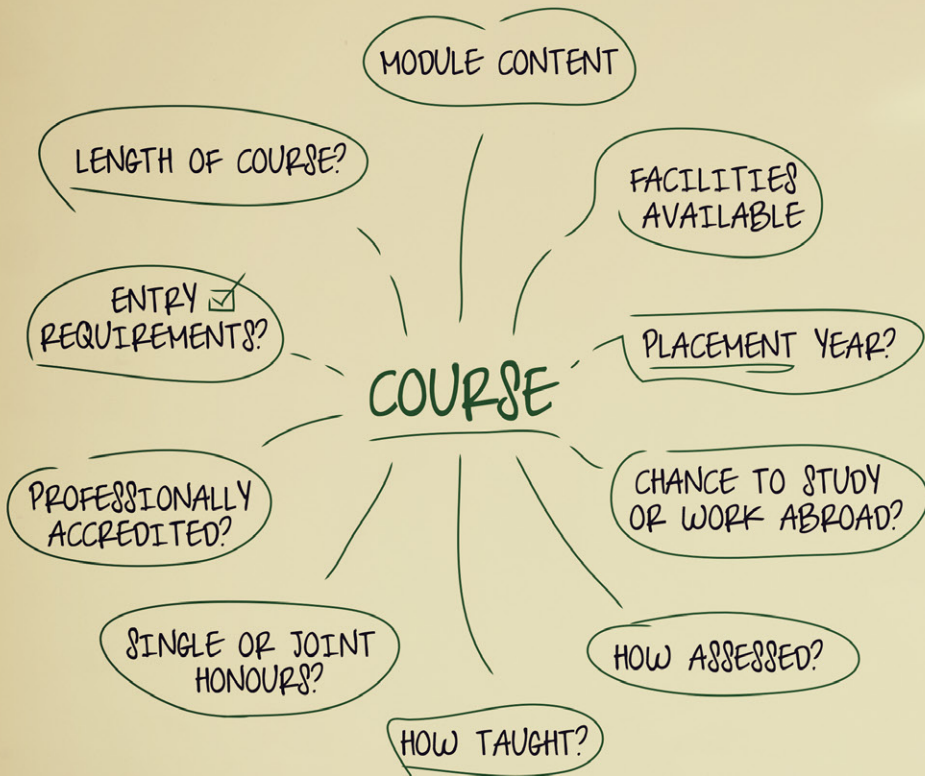 MODULE CONTENT
LENGTH OF COURSE?
FACILITIES
AVAILABLE
ENTRY
REQUIREMENTS?
PLACEMENT YEAR?
COURSE
PROFESSIONALLY
ACCREDITED?
CHANCE TO STUDY
OR WORK ABROAD?
SINGLE OR JOINT
HONOURS?
HOW ASSESSED?
HOW TAUGHT?